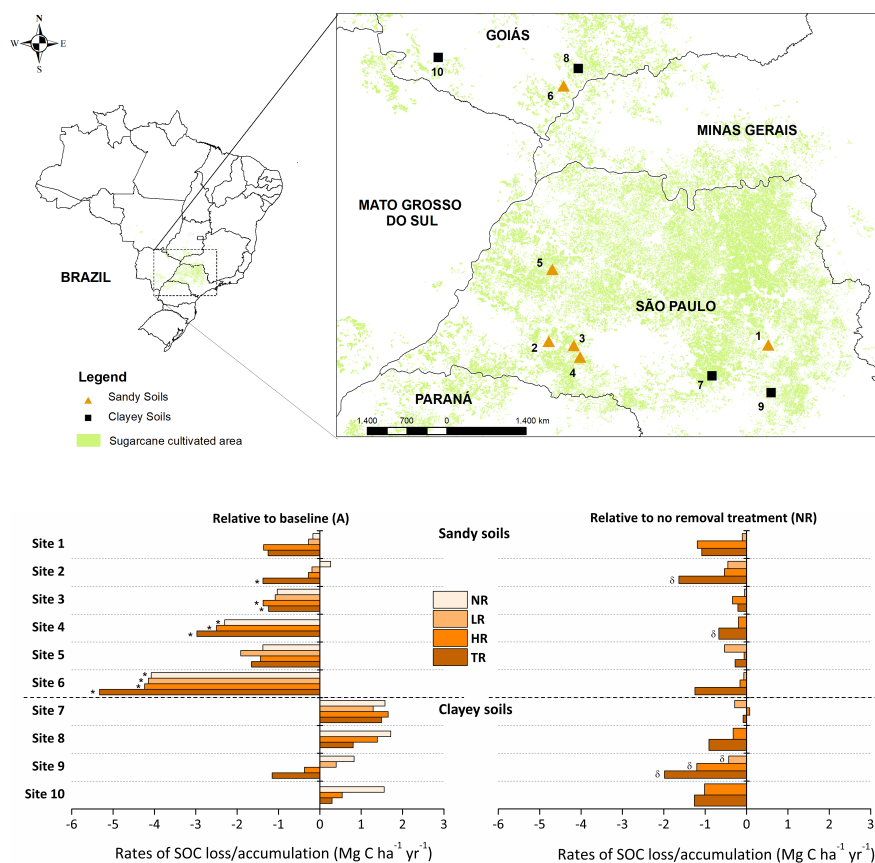 N
W E
S
GOIÁS
8
10
6
MINAS GERAIS
MATO GROSSO
DO SUL
5
BRAZIL
SÃO PAULO
3
1
2
4
7
9
Legend
Sandy Soils
Clayey Soils
Sugarcane cultivated area
PARANÁ
1.400 700 0 1.400 km
Relative to baseline (A)
Sandy soils
Relative to no removal treatment (NR)
Site 1
Site 2
*
δ
Site 3
*
*
NR
LR
HR
TR
Site 4
*
*
*
δ
Site 5
Site 6
*
*
*
*
Clayey soils
Site 7
Site 8
Site 9
δ
δ
δ
Site 10
-6 -5 -4 -3 -2 -1 0 1 2 3
-6 -5 -4 -3 -2 -1 0 1 2 3
Rates of SOC loss/accumulation (Mg C ha⁻¹ yr⁻¹)
Rates of SOC loss/accumulation (Mg C ha⁻¹ yr⁻¹)